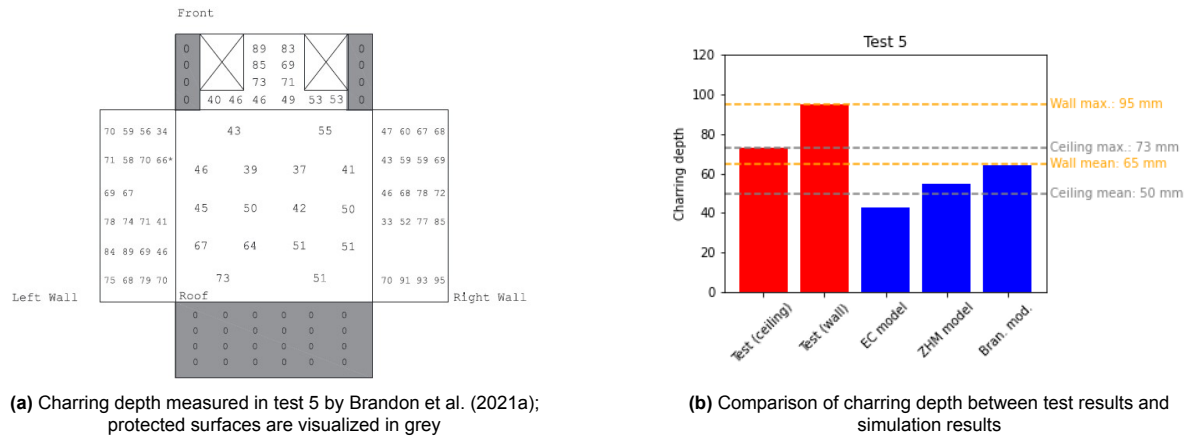 Front
0 89 83 0
0 85 69 0
0 73 71 0
0 40 46 46 49 53 53 0
70 59 56 34 43 55 47 60 67 68
71 58 70 66* 46 39 37 41 43 59 59 69
69 67 46 68 78 72
45 50 42 50
78 74 71 41 33 52 77 85
84 89 69 46 67 64 51 51
75 68 79 70 73 51 70 91 93 95
Left Wall Roof Right Wall
0 0 0 0 0 0
0 0 0 0 0 0
0 0 0 0 0 0
0 0 0 0 0 0
(a) Charring depth measured in test 5 by Brandon et al. (2021a);
protected surfaces are visualized in grey
Test 5
Charring depth
120
100
80
60
40
20
0
Wall max.: 95 mm
Ceiling max.: 73 mm
Wall mean: 65 mm
Ceiling mean: 50 mm
Test (ceiling)
Test (wall)
EC model
ZHM model
Bran. mod.
(b) Comparison of charring depth between test results and
simulation results